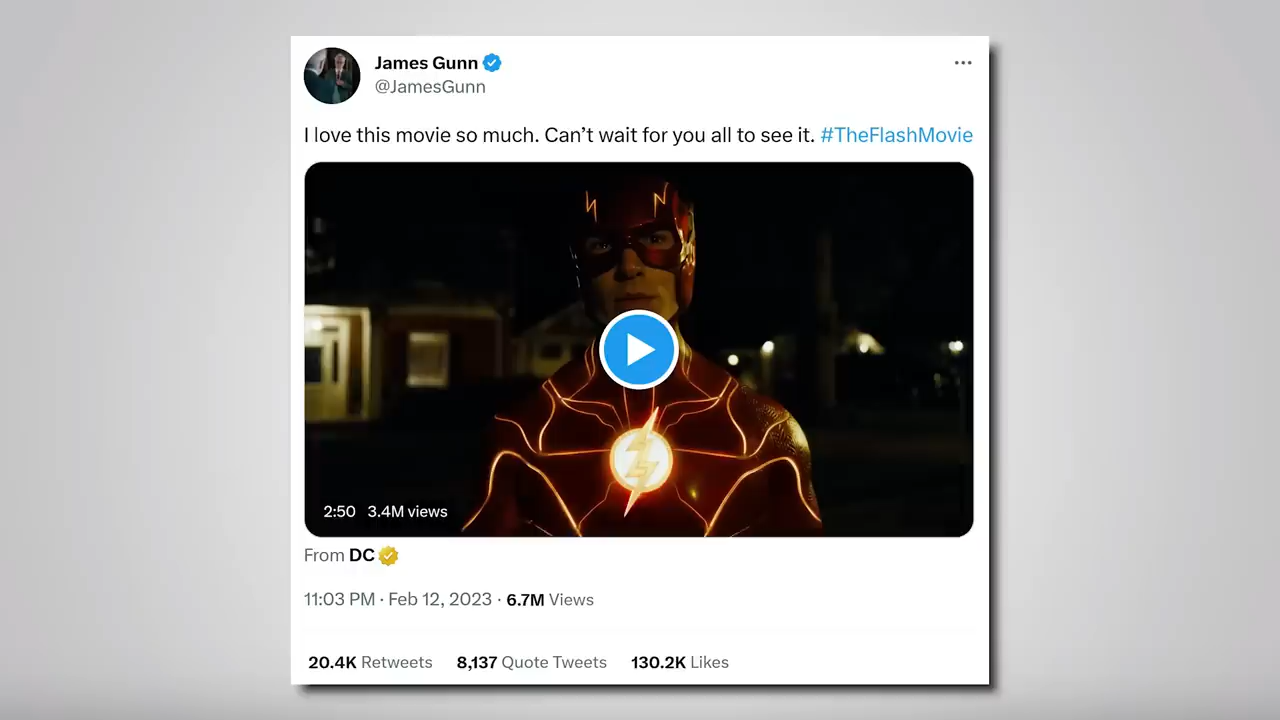 James Gunn
@JamesGunn
I love this movie so much. Can’t wait for you all to see it. #TheFlashMovie
2:50 3.4M views
From DC
11:03 PM · Feb 12, 2023 · 6.7M Views
20.4K Retweets 8,137 Quote Tweets 130.2K Likes